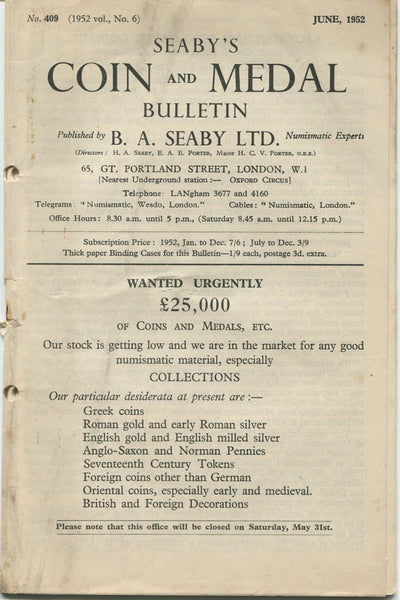 No. 409 (1952 vol., No. 6) JUNE, 1952
SEABY'S
COIN AND MEDAL
BULLETIN
Published by B. A. SEABY LTD. Numismatic Experts
(Directors: H. A. SEABY, E. A. E. PORTER, Major H. C. V. PORTER, O.B.E.)
65, GT. PORTLAND STREET, LONDON, W.1
[Nearest Underground station:— OXFORD CIRCUS]
Telephone: LANgham 3677 and 4160
Telegrams: "Numismatic, Wesdo, London." Cables: "Numismatic, London."
Office Hours: 8.30 a.m. until 5 p.m., (Saturday 8.45 a.m. until 12.15 p.m.)
Subscription Price: 1952, Jan. to Dec. 7/6; July to Dec. 3/9
Thick paper Binding Cases for this Bulletin—1/9 each, postage 3d. extra.
WANTED URGENTLY
£25,000
OF COINS AND MEDALS, ETC.
Our stock is getting low and we are in the market for any good
numismatic material, especially
COLLECTIONS
Our particular desiderata at present are:—
Greek coins
Roman gold and early Roman silver
English gold and English milled silver
Anglo-Saxon and Norman Pennies
Seventeenth Century Tokens
Foreign coins other than German
Oriental coins, especially early and medieval.
British and Foreign Decorations
Please note that this office will be closed on Saturday, May 31st.